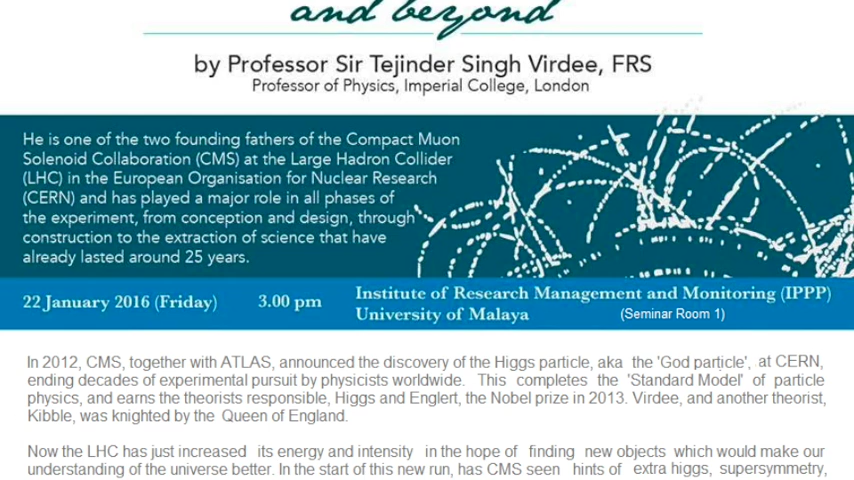 and beyond
by Professor Sir Tejinder Singh Virdee, FRS
Professor of Physics, Imperial College, London
He is one of the two founding fathers of the Compact Muon
Solenoid Collaboration (CMS) at the Large Hadron Collider
(LHC) in the European Organisation for Nuclear Research
(CERN) and has played a major role in all phases of
the experiment, from conception and design, through
construction to the extraction of science that have
already lasted around 25 years.
22 January 2016 (Friday) 3.00 pm Institute of Research Management and Monitoring (IPPP)
University of Malaya (Seminar Room 1)
In 2012, CMS, together with ATLAS, announced the discovery of the Higgs particle, aka the 'God particle', at CERN,
ending decades of experimental pursuit by physicists worldwide. This completes the 'Standard Model' of particle
physics, and earns the theorists responsible, Higgs and Englert, the Nobel prize in 2013. Virdee, and another theorist,
Kibble, was knighted by the Queen of England.
Now the LHC has just increased its energy and intensity in the hope of finding new objects which would make our
understanding of the universe better. In the start of this new run, has CMS seen hints of extra higgs, supersymmetry,